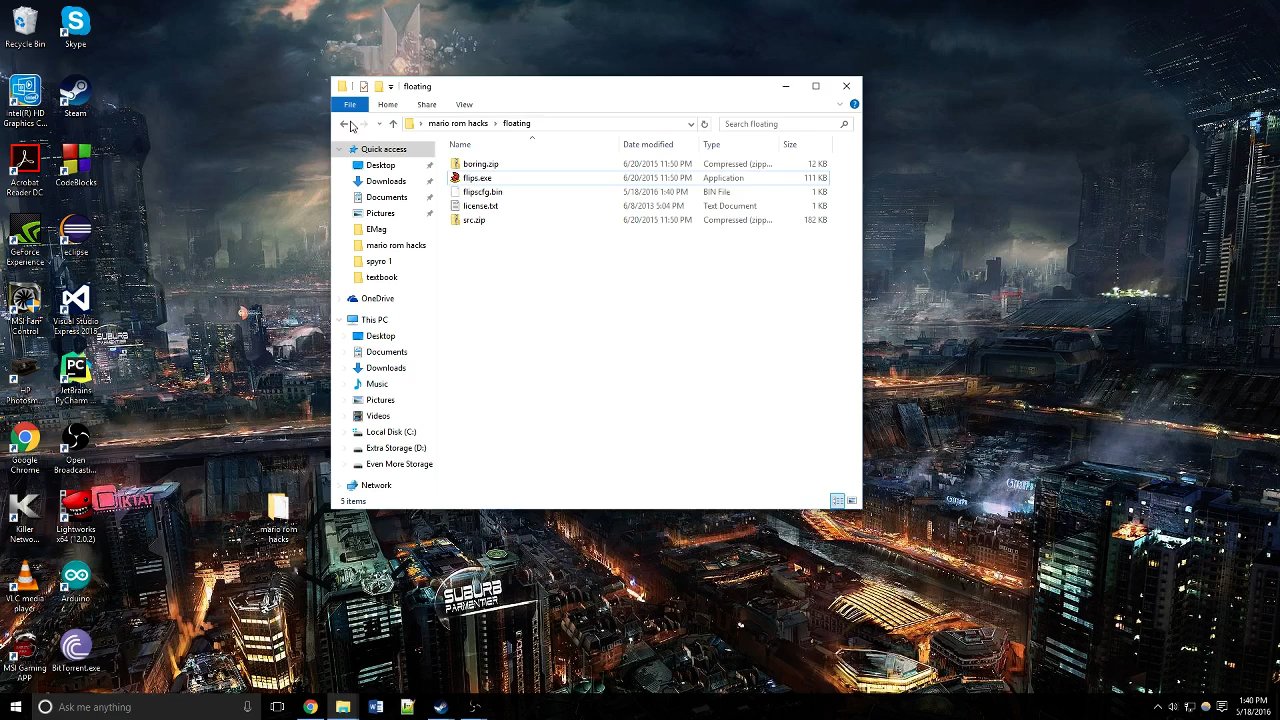 Recycle Bin
Skype
Intel(R) HD
Graphics C...
Steam
Acrobat
Reader DC
CodeBlocks
GeForce
Experience
eclipse
MSI Fan
Control
Visual Studio
Express 2015
SUBURB
HP
Photosm...
JetBrains
PyCharm ...
Google
Chrome
Open
Broadcasti...
Killer
Netwo...
Lightworks
x64 (12.0.2)
DIKTAT
mario rom
hacks
VLC media
player
Arduino
MSI Gaming
APP
BitTorrent.exe
floating
File
Home
Share
View
mario rom hacks
floating
Search floating
Quick access
Desktop
Downloads
Documents
Pictures
EMag
mario rom hacks
spyro 1
textbook
OneDrive
This PC
Desktop
Documents
Downloads
Music
Pictures
Videos
Local Disk (C:)
Extra Storage (D:)
Even More Storage
Network
Name Date modified Type Size
boring.zip 6/20/2015 11:50 PM Compressed (zipp... 12 KB
flips.exe 6/20/2015 11:50 PM Application 111 KB
flipscfg.bin 5/18/2016 1:40 PM BIN File 1 KB
license.txt 6/8/2013 5:04 PM Text Document 1 KB
src.zip 6/20/2015 11:50 PM Compressed (zipp... 182 KB
5 items
SUBURB
PARMENTIER
Ask me anything
1:40 PM
5/18/2016